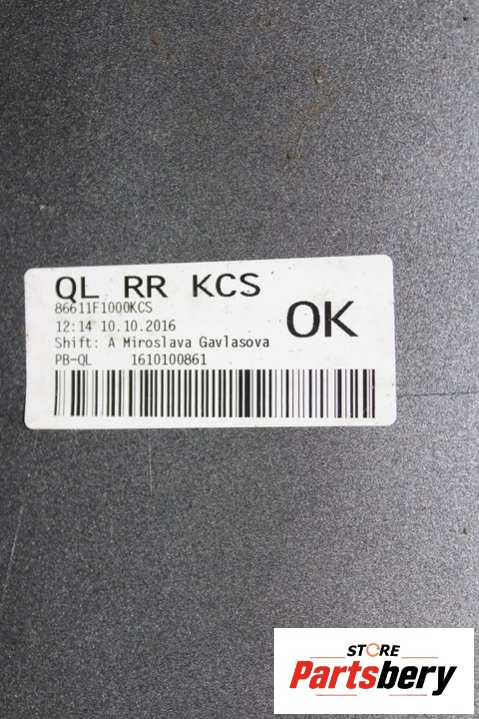 QL RR KCS
86611F1000KCS
12:14 10.10.2016
OK
Shift: A Miroslava Gavlasova
PB-QL 1610100861
STORE
Partsbery